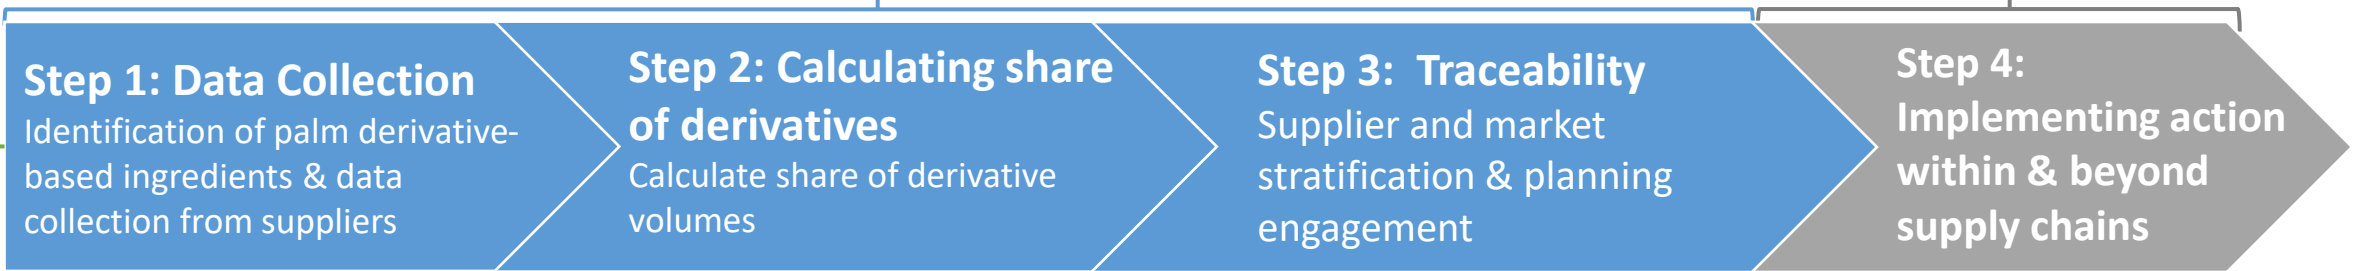 Step 1: Data Collection
Identification of palm derivative-
based ingredients & data
collection from suppliers
Step 2: Calculating share
of derivatives
Calculate share of derivative
volumes
Step 3:  Traceability
Supplier and market
stratification & planning
engagement
Step 4:
Implementing action
within & beyond
supply chains